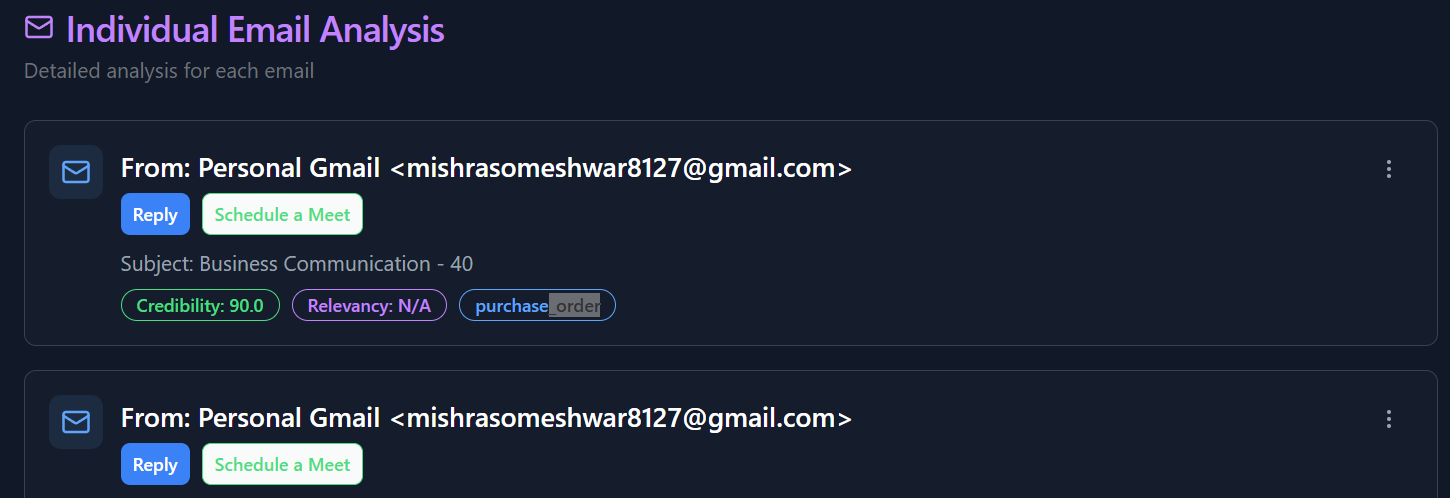 Individual Email Analysis
Detailed analysis for each email
From: Personal Gmail <mishrasomeshwar8127@gmail.com>
Reply Schedule a Meet
Subject: Business Communication - 40
Credibility: 90.0 Relevancy: N/A purchase_order
From: Personal Gmail <mishrasomeshwar8127@gmail.com>
Reply Schedule a Meet